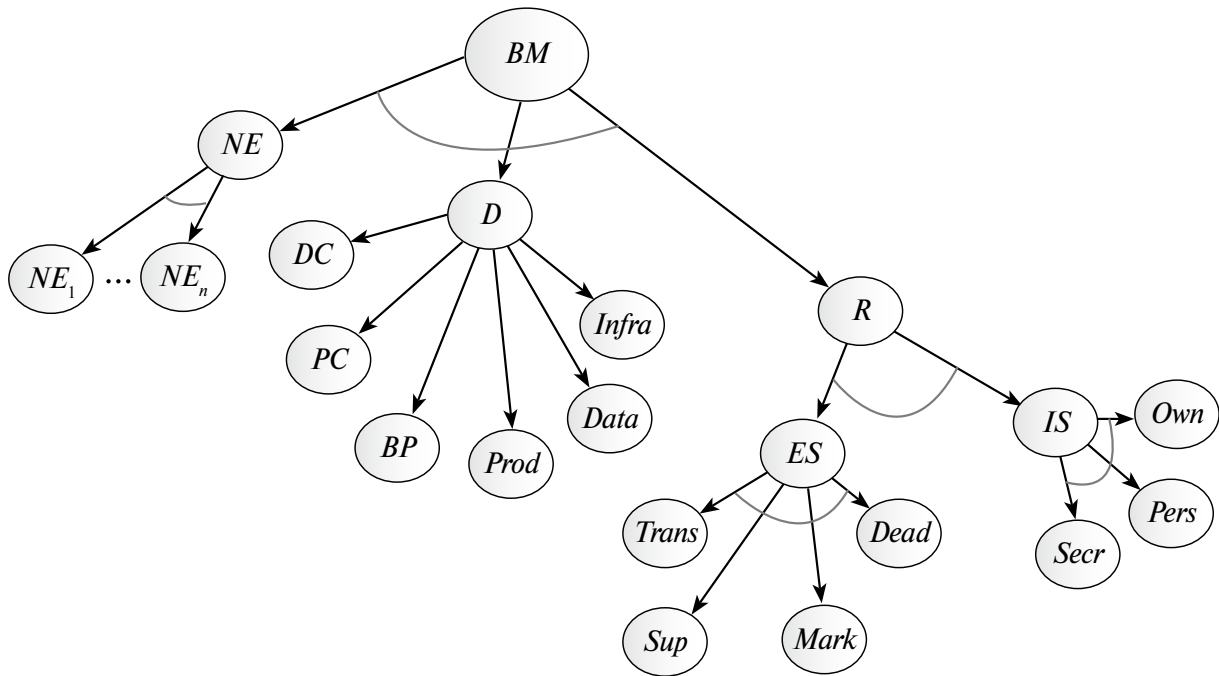 BM
NE
D
DC
NE₁ ... NEₙ
Infra
R
PC
Data
Own
IS
BP
Prod
ES
Pers
Trans
Dead
Secr
Sup
Mark